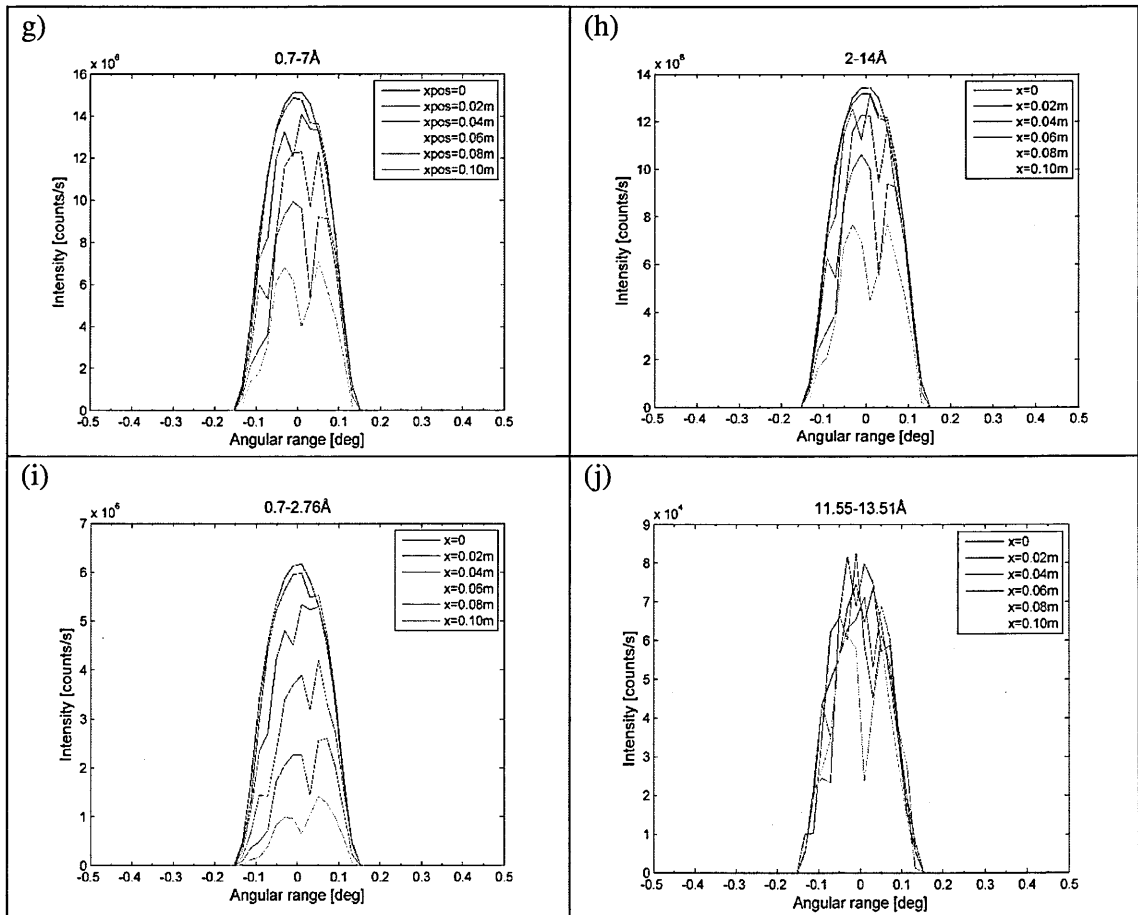 g)
0.7-7Å
x 10^6
16
14
12
10
8
6
4
2
0
Intensity [counts/s]
xpos=0
xpos=0.02m
xpos=0.04m
xpos=0.06m
xpos=0.08m
xpos=0.10m
-0.5 -0.4 -0.3 -0.2 -0.1 0 0.1 0.2 0.3 0.4 0.5
Angular range [deg]
(h)
2-14Å
x 10^6
14
12
10
8
6
4
2
0
Intensity [counts/s]
x=0
x=0.02m
x=0.04m
x=0.06m
x=0.08m
x=0.10m
-0.5 -0.4 -0.3 -0.2 -0.1 0 0.1 0.2 0.3 0.4 0.5
Angular range [deg]
(i)
0.7-2.76Å
x 10^6
7
6
5
4
3
2
1
0
Intensity [counts/s]
x=0
x=0.02m
x=0.04m
x=0.06m
x=0.08m
x=0.10m
-0.5 -0.4 -0.3 -0.2 -0.1 0 0.1 0.2 0.3 0.4 0.5
Angular range [deg]
(j)
11.55-13.51Å
x 10^4
9
8
7
6
5
4
3
2
1
0
Intensity [counts/s]
x=0
x=0.02m
x=0.04m
x=0.06m
x=0.08m
x=0.10m
-0.5 -0.4 -0.3 -0.2 -0.1 0 0.1 0.2 0.3 0.4 0.5
Angular range [deg]